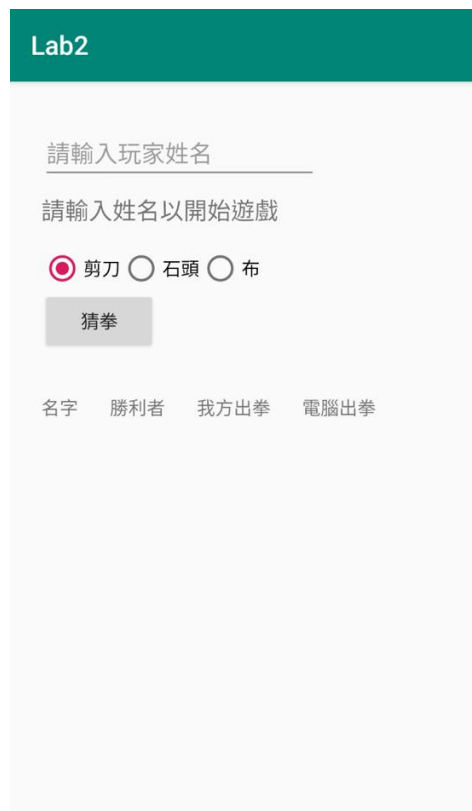 Lab2
請輸入玩家姓名
請輸入姓名以開始遊戲
剪刀 石頭 布
猜拳
名字 勝利者 我方出拳 電腦出拳